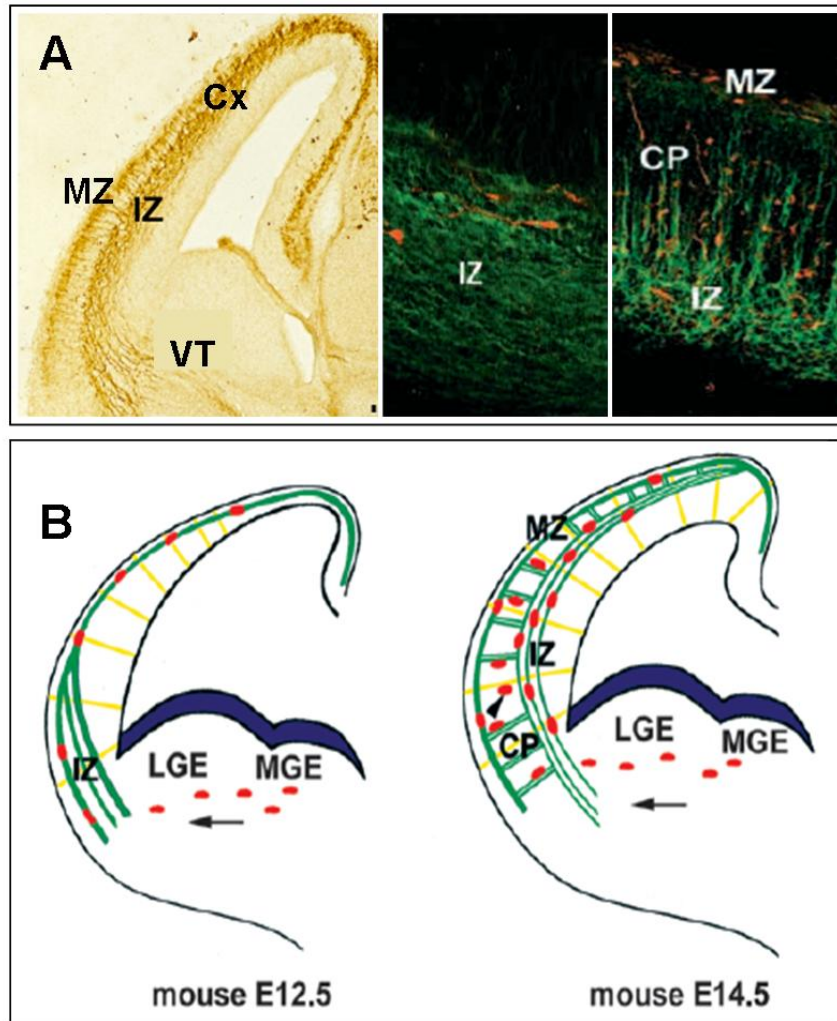 A
Cx
MZ
IZ
VT
IZ
MZ
CP
IZ
B
IZ
LGE
MGE
mouse E12.5
MZ
IZ
CP
LGE
MGE
mouse E14.5